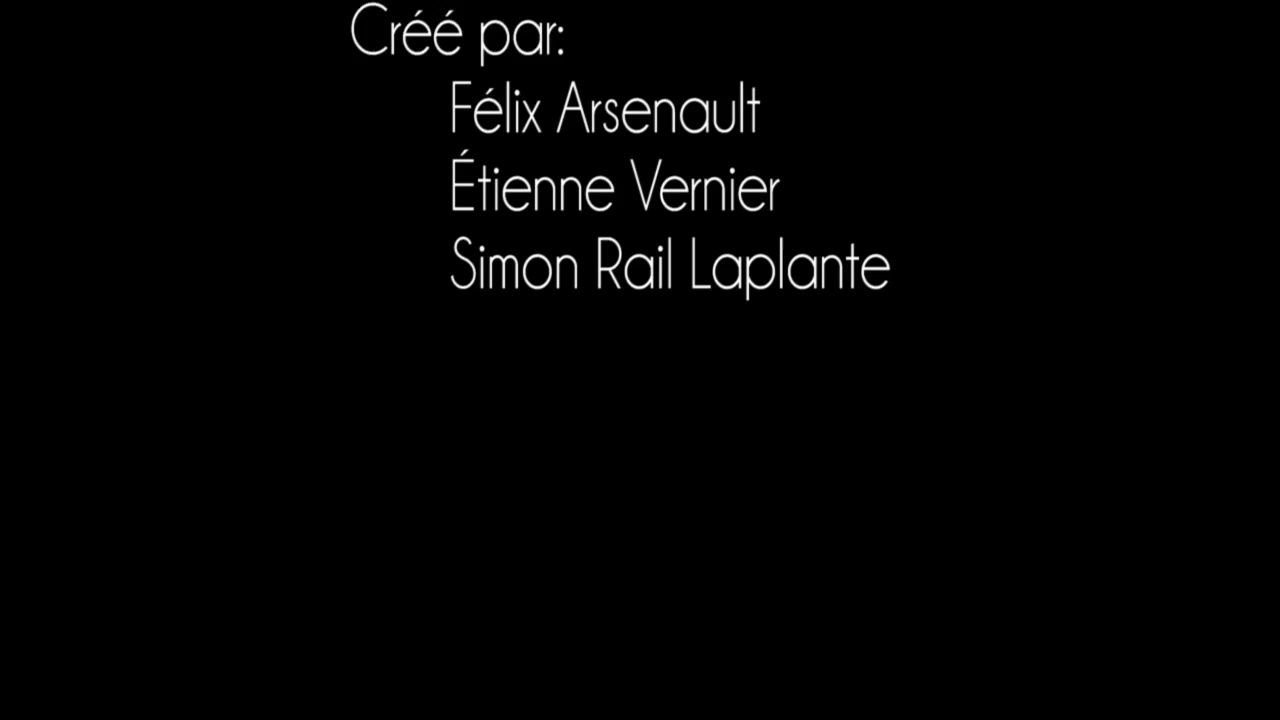 Créé par:
Félix Arsenault
Étienne Vernier
Simon Rail Laplante